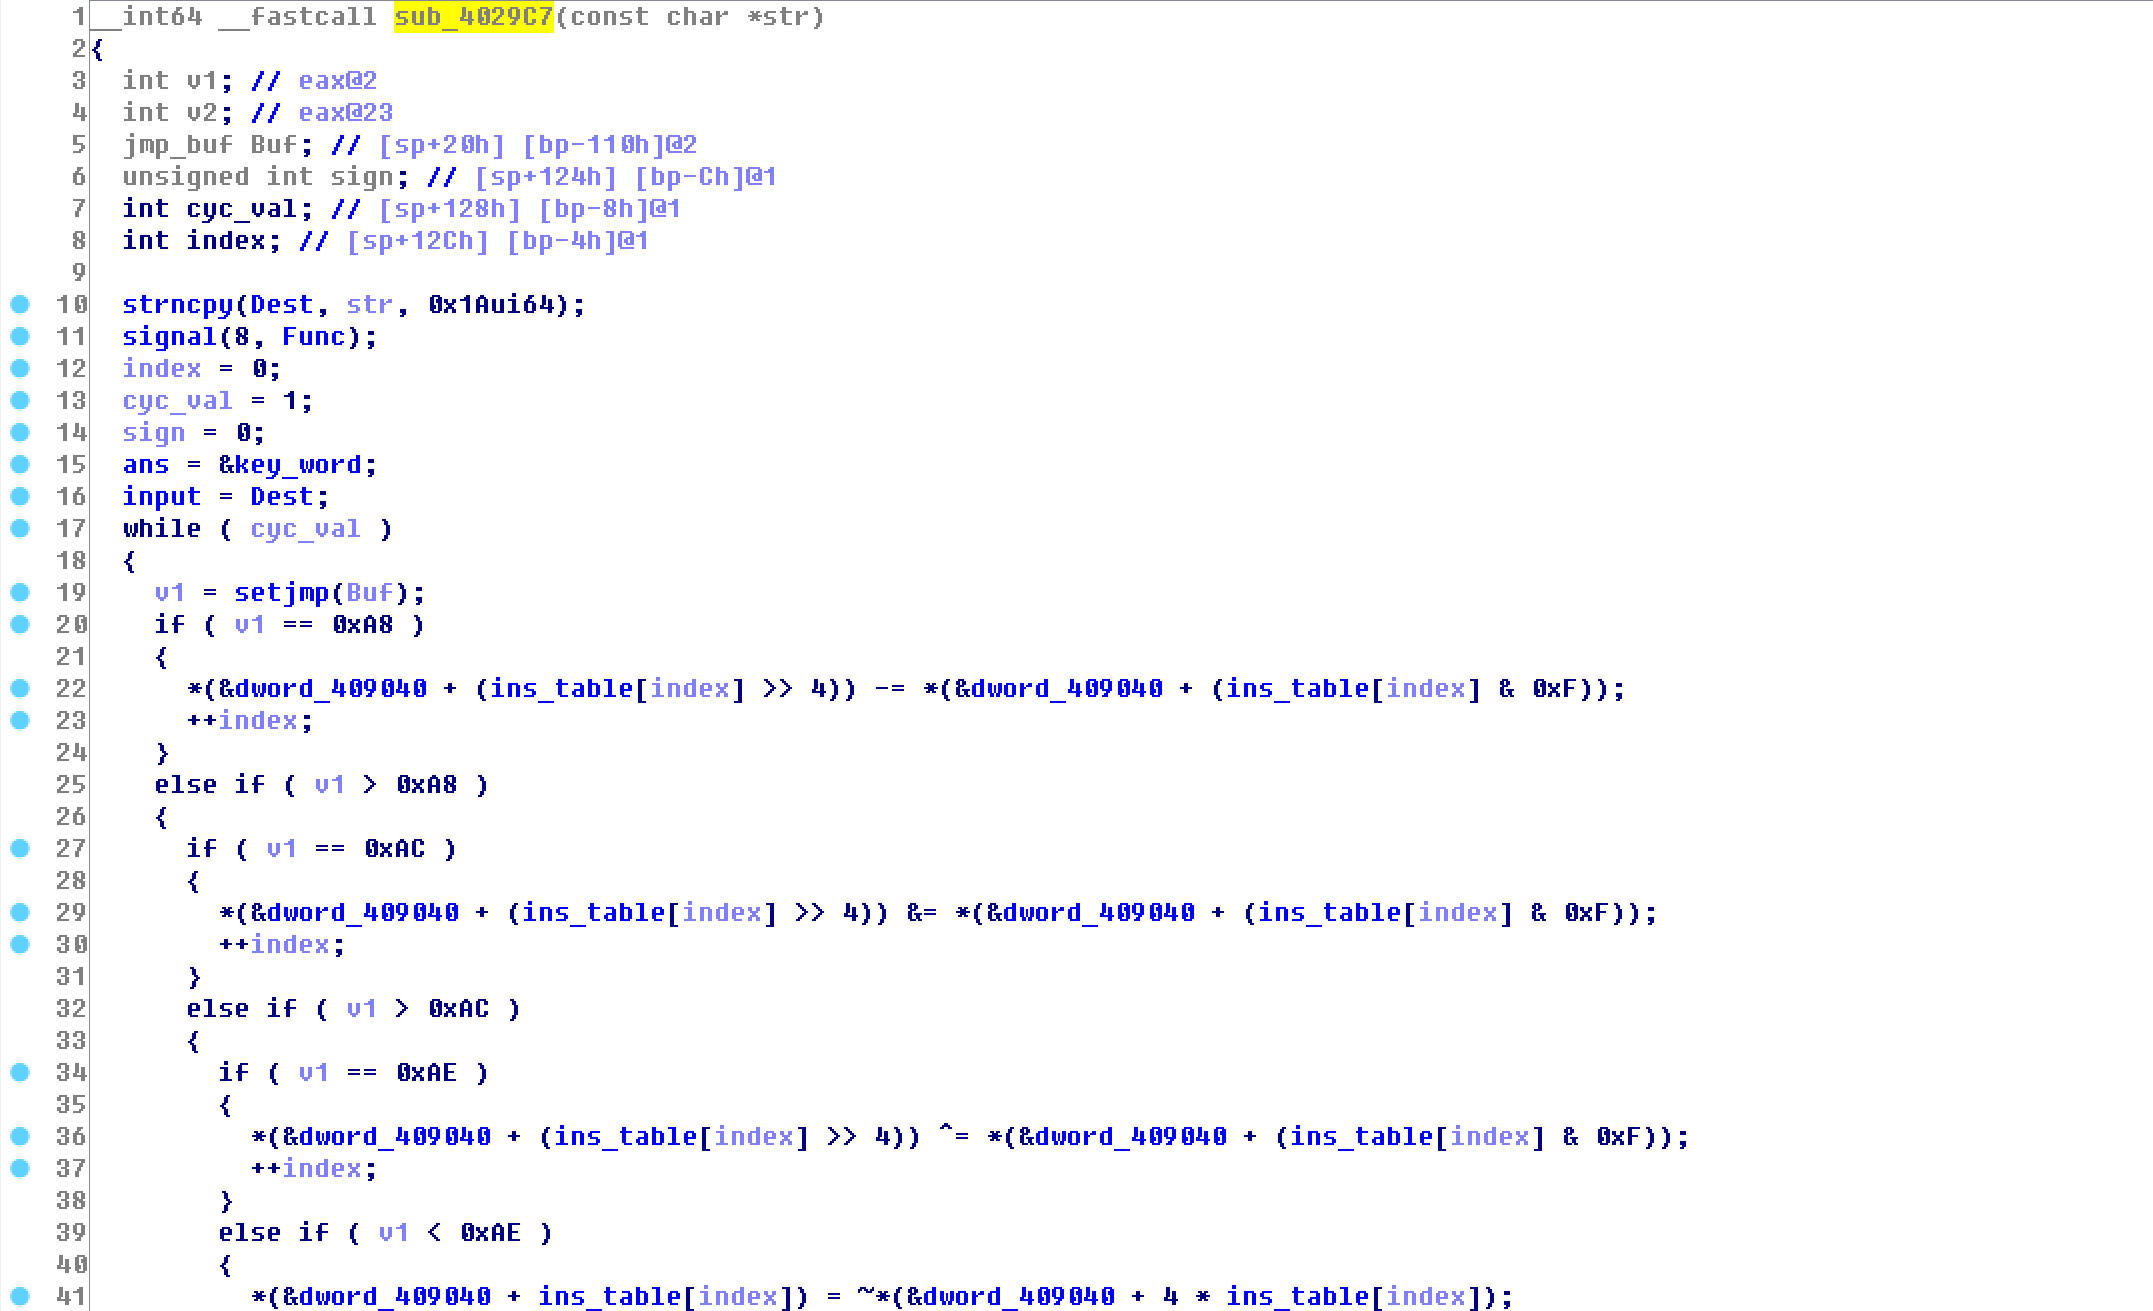 1 __int64 __fastcall sub_4029C7(const char *str)
2 {
3 int v1; // eax@2
4 int v2; // eax@23
5 jmp_buf Buf; // [sp+20h] [bp-110h]@2
6 unsigned int sign; // [sp+124h] [bp-Ch]@1
7 int cyc_val; // [sp+128h] [bp-8h]@1
8 int index; // [sp+12Ch] [bp-4h]@1
9
10 strncpy(Dest, str, 0x1Aui64);
11 signal(8, Func);
12 index = 0;
13 cyc_val = 1;
14 sign = 0;
15 ans = &key_word;
16 input = Dest;
17 while ( cyc_val )
18 {
19 v1 = setjmp(Buf);
20 if ( v1 == 0xA8 )
21 {
22 *(&dword_409040 + (ins_table[index] >> 4)) -= *(&dword_409040 + (ins_table[index] & 0xF));
23 ++index;
24 }
25 else if ( v1 > 0xA8 )
26 {
27 if ( v1 == 0xAC )
28 {
29 *(&dword_409040 + (ins_table[index] >> 4)) &= *(&dword_409040 + (ins_table[index] & 0xF));
30 ++index;
31 }
32 else if ( v1 > 0xAC )
33 {
34 if ( v1 == 0xAE )
35 {
36 *(&dword_409040 + (ins_table[index] >> 4)) ^= *(&dword_409040 + (ins_table[index] & 0xF));
37 ++index;
38 }
39 else if ( v1 < 0xAE )
40 {
41 *(&dword_409040 + ins_table[index]) = ~*(&dword_409040 + 4 * ins_table[index]);